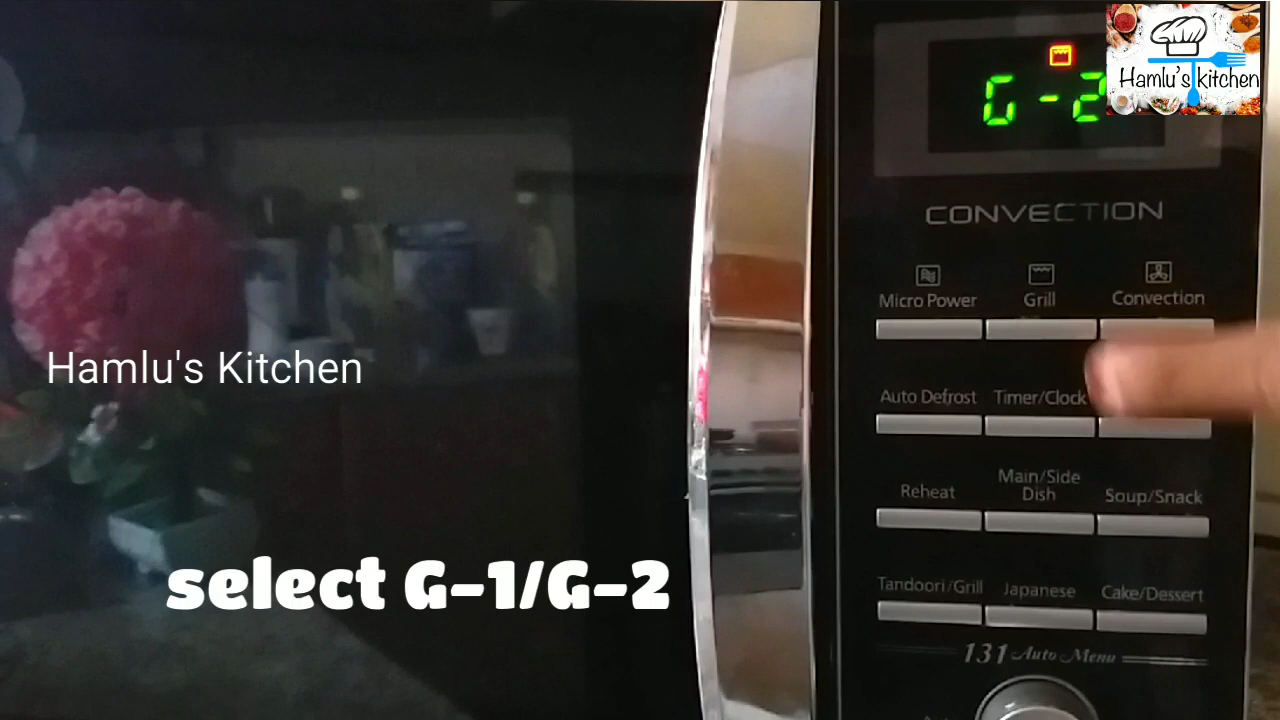 Hamlu's kitchen
G-2
CONVECTION
Micro Power
Grill
Convection
Hamlu's Kitchen
Auto Defrost
Timer/Clock
Reheat
Main/Side
Dish
Soup/Snack
select G-1/G-2
Tandoori/Grill
Japanese
Cake/Dessert
131 Auto Menu